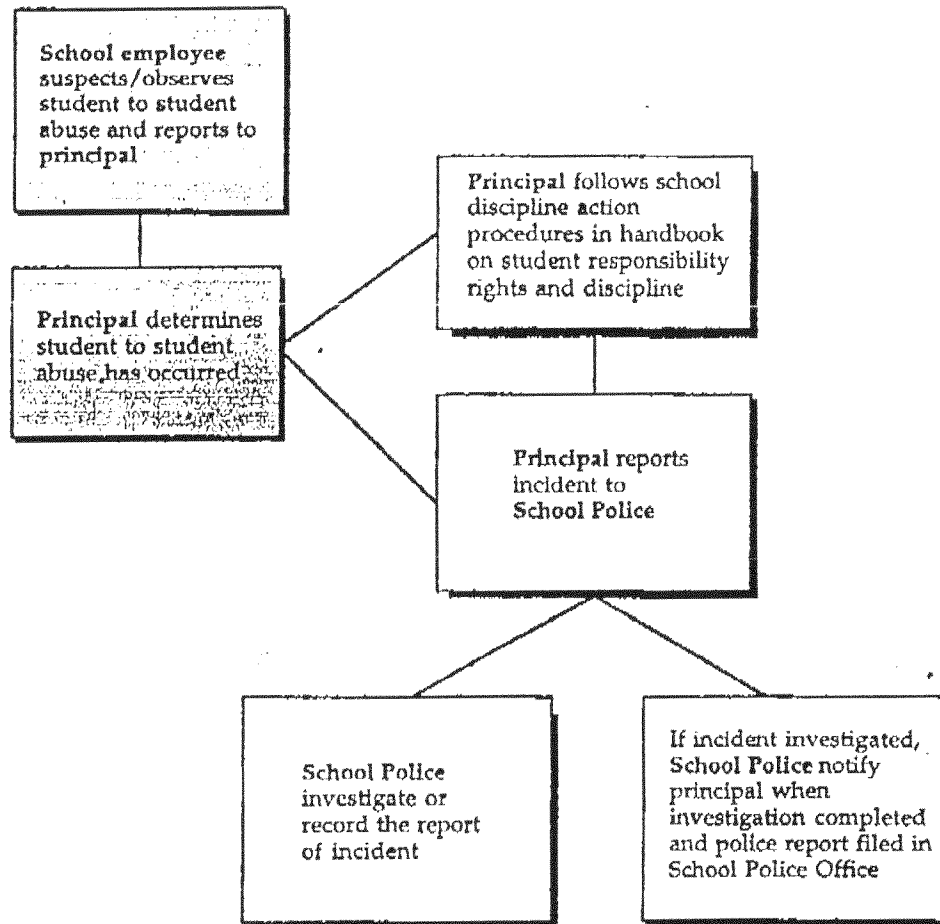 School employee
suspects/observes
student to student
abuse and reports to
principal
Principal determines
student to student
abuse has occurred
Principal follows school
discipline action
procedures in handbook
on student responsibility
rights and discipline
Principal reports
incident to
School Police
School Police
investigate or
record the report
of incident
If incident investigated,
School Police notify
principal when
investigation completed
and police report filed in
School Police Office